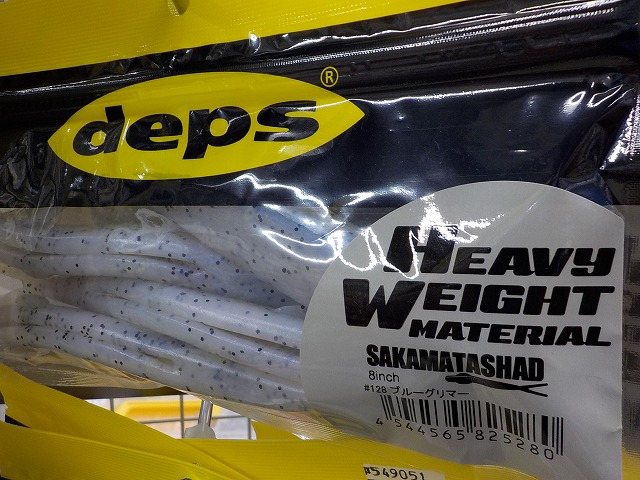 deps®
HEAVY
WEIGHT
MATERIAL
SAKAMATASHAD
8inch
#128 ブルーグリマー
4 544565 825280
#549051